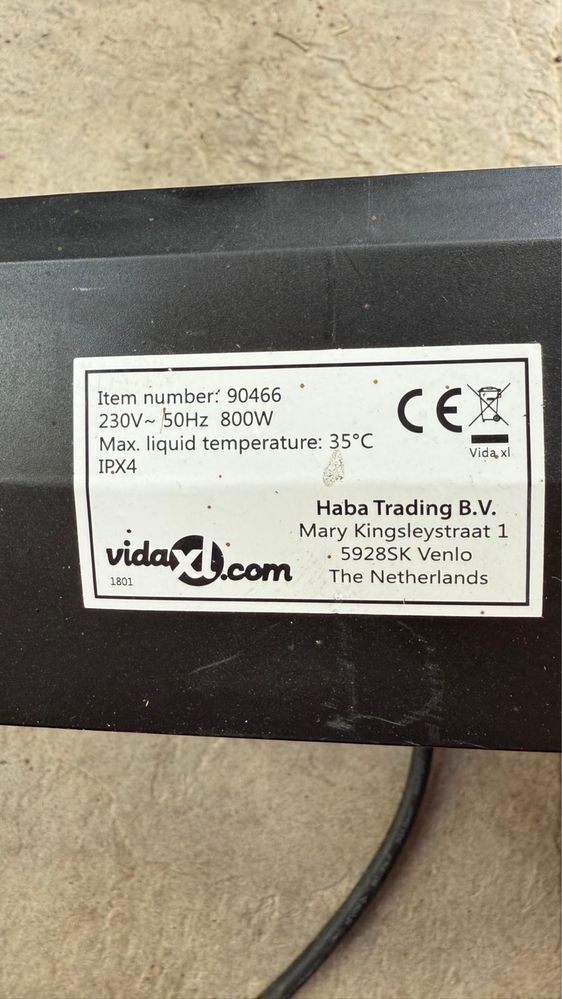 Item number: 90466
230V~ 50Hz 800W
Max. liquid temperature: 35°C
IPX4
CE
Vida xl
Haba Trading B.V.
Mary Kingsleystraat 1
5928SK Venlo
The Netherlands
vidaxl.com
1801